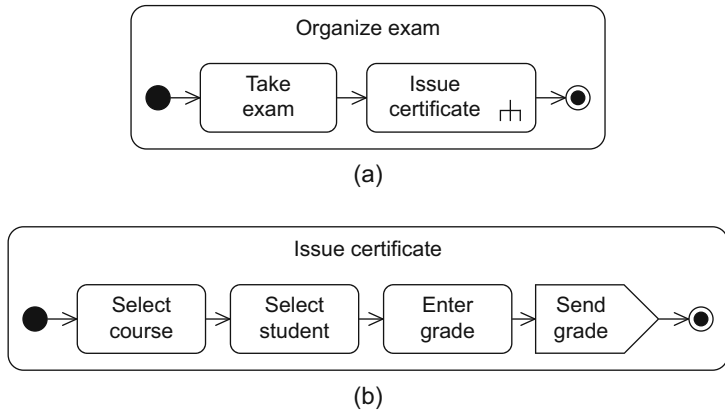 Organize exam
Take
exam
Issue
certificate
(a)
Issue certificate
Select
course
Select
student
Enter
grade
Send
grade
(b)